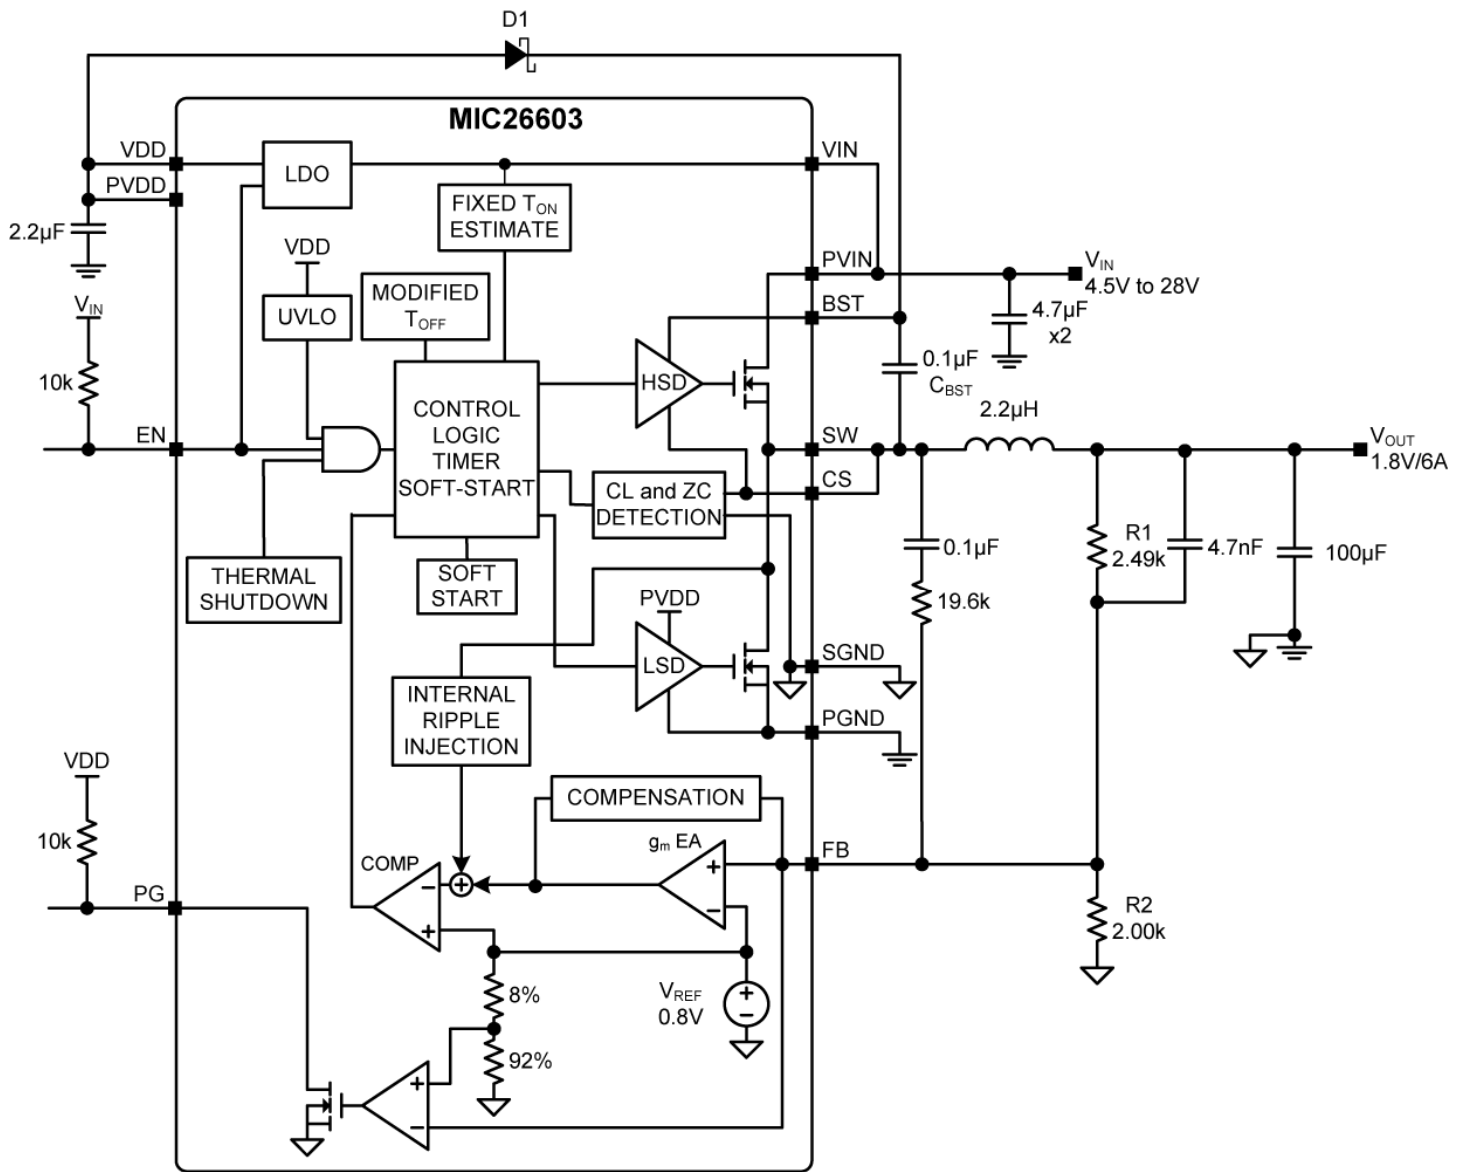 D1
MIC26603
VDD
PVDD
2.2µF
LDO
VIN
FIXED TON
ESTIMATE
VDD
UVLO
MODIFIED
TOFF
VIN
10k
EN
PVIN
VIN
4.5V to 28V
BST
4.7µF
x2
HSD
0.1µF
CBST
2.2µH
CONTROL
LOGIC
TIMER
SOFT-START
SW
VOUT
1.8V/6A
CS
CL and ZC
DETECTION
THERMAL
SHUTDOWN
SOFT
START
0.1µF
19.6k
R1
2.49k
4.7nF
100µF
PVDD
LSD
SGND
INTERNAL
RIPPLE
INJECTION
PGND
VDD
10k
PG
COMPENSATION
gm EA
+
−
FB
COMP
−
+
+
R2
2.00k
8%
92%
VREF
0.8V
+
−
+
−